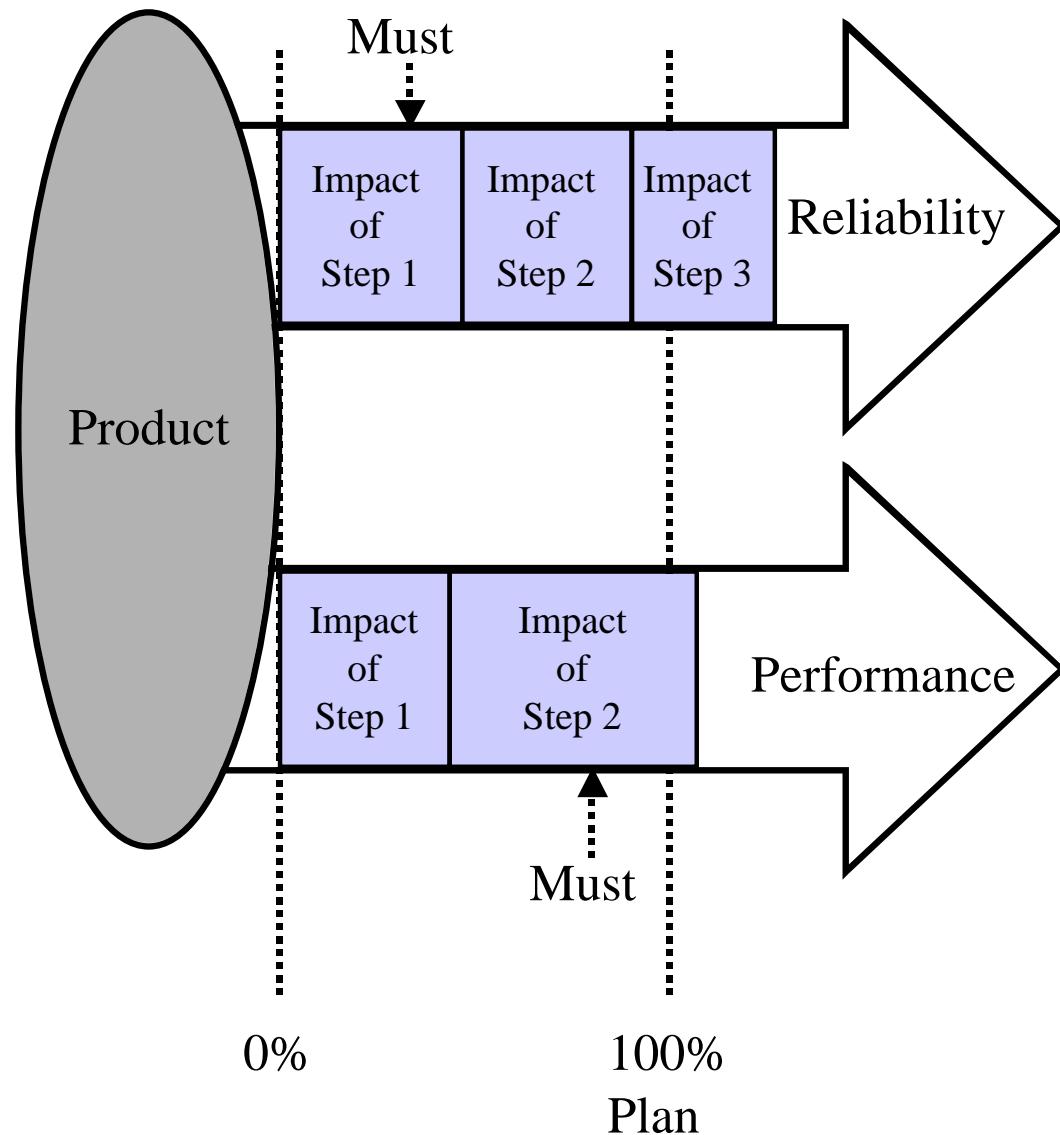 Must
Impact
of
Step 1
Impact
of
Step 2
Impact
of
Step 3
Reliability
Product
Impact
of
Step 1
Impact
of
Step 2
Performance
Must
0%
100%
Plan